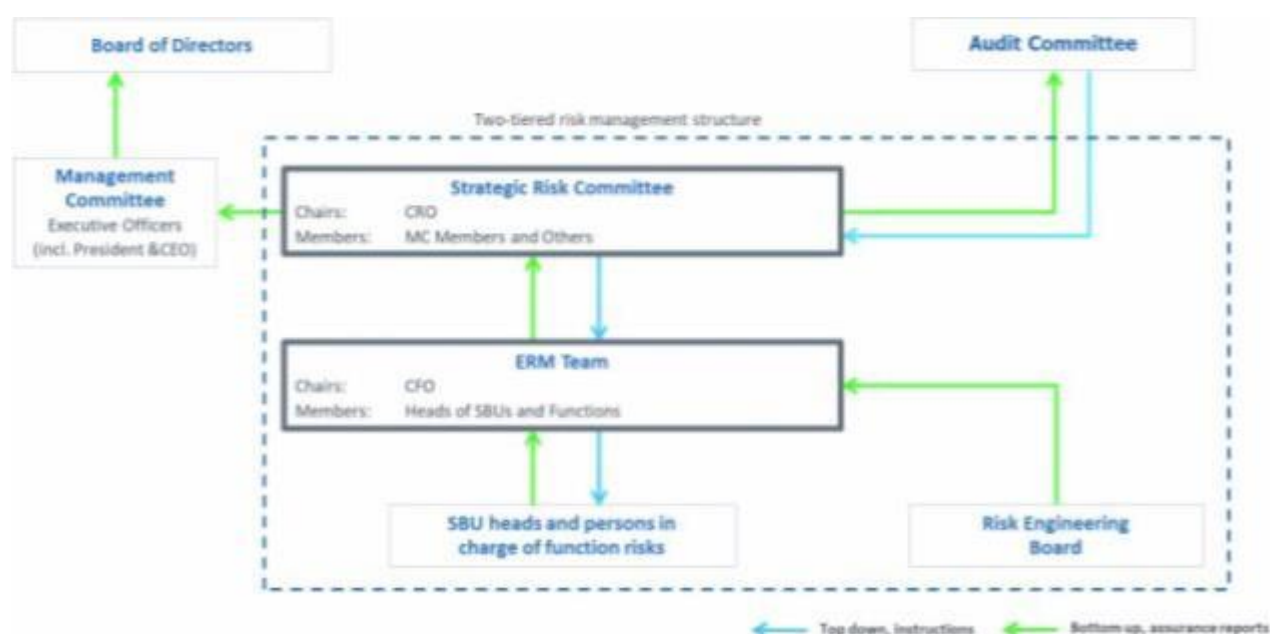 Board of Directors
Audit Committee
Two-tiered risk management structure
Management
Committee
Executive Officers
(incl. President &CEO)
Strategic Risk Committee
Chairs: CRO
Members: MC Members and Others
ERM Team
Chairs: CFO
Members: Heads of SBUs and Functions
SBU heads and persons in
charge of function risks
Risk Engineering
Board
Top down, instructions
Bottom up, assurance reports